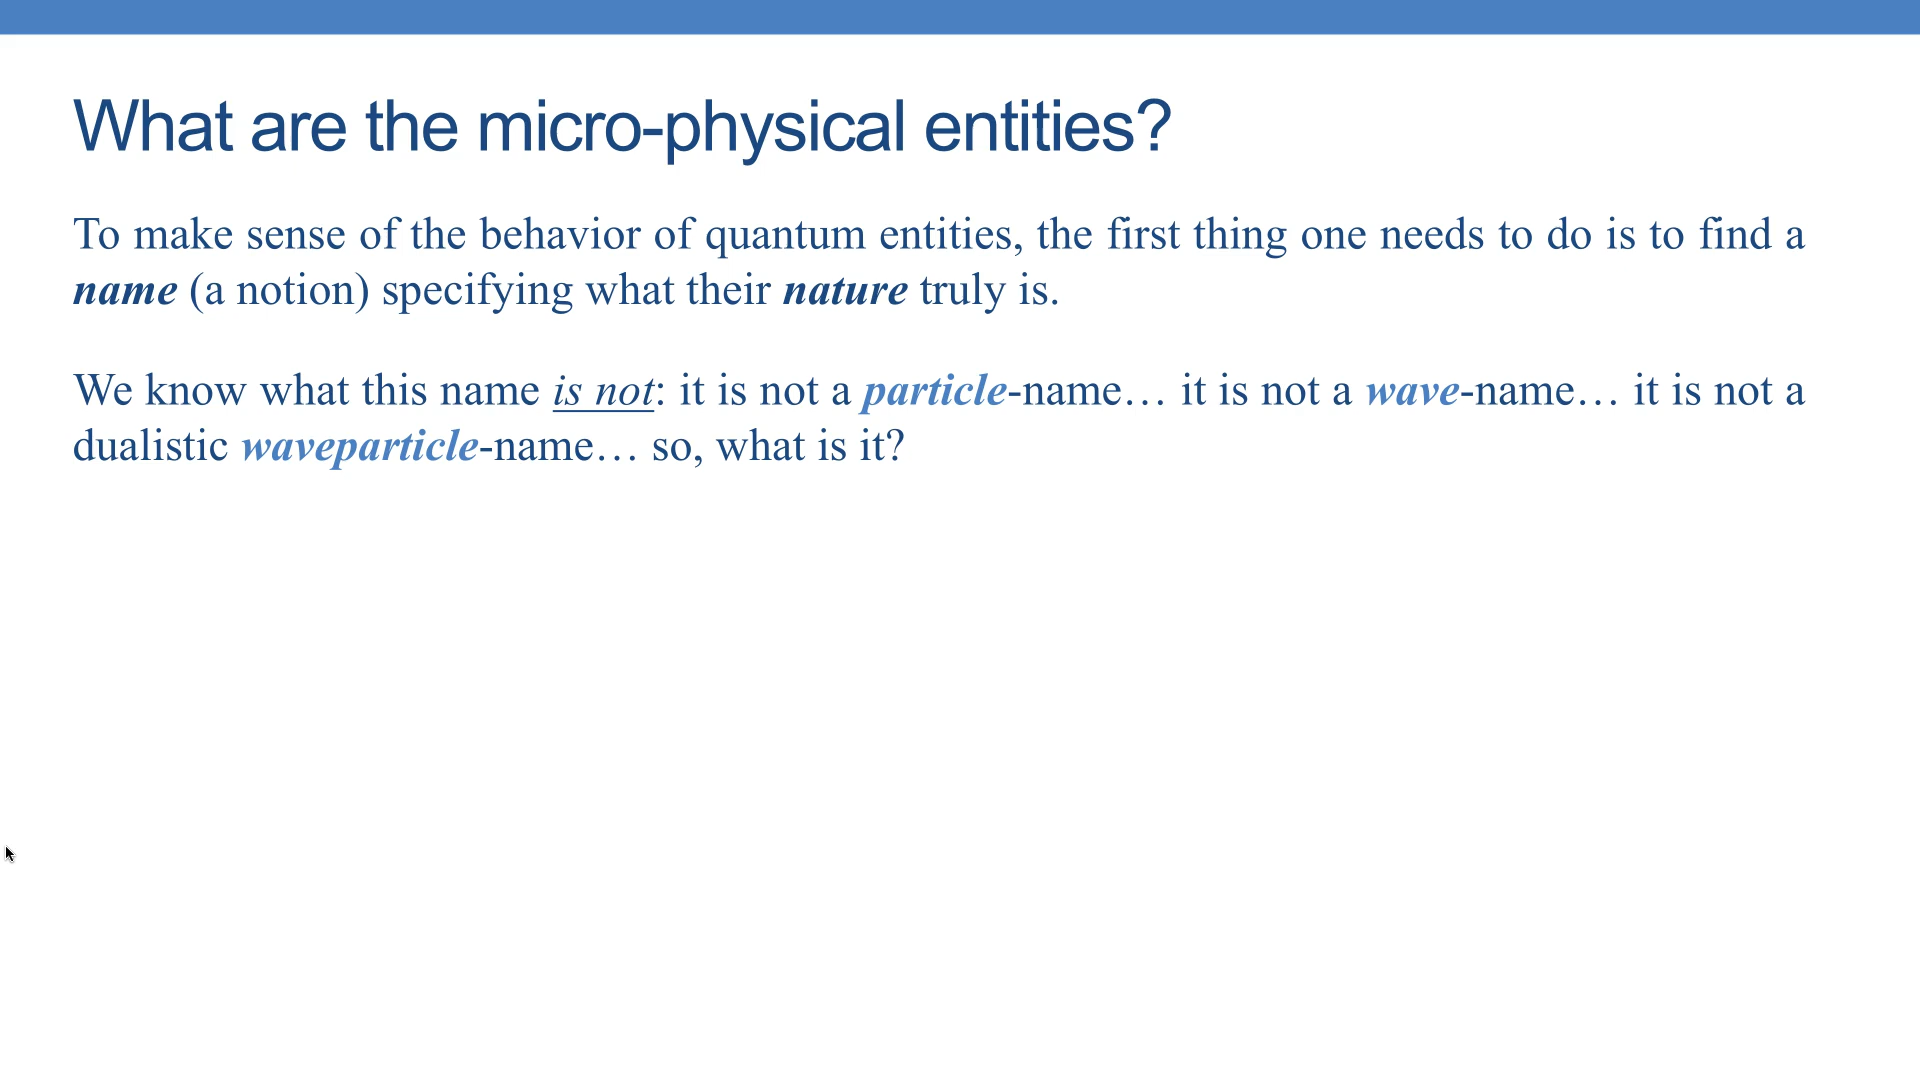 What are the micro-physical entities?
To make sense of the behavior of quantum entities, the first thing one needs to do is to find a
name (a notion) specifying what their nature truly is.
We know what this name is not: it is not a particle-name… it is not a wave-name… it is not a
dualistic waveparticle-name… so, what is it?